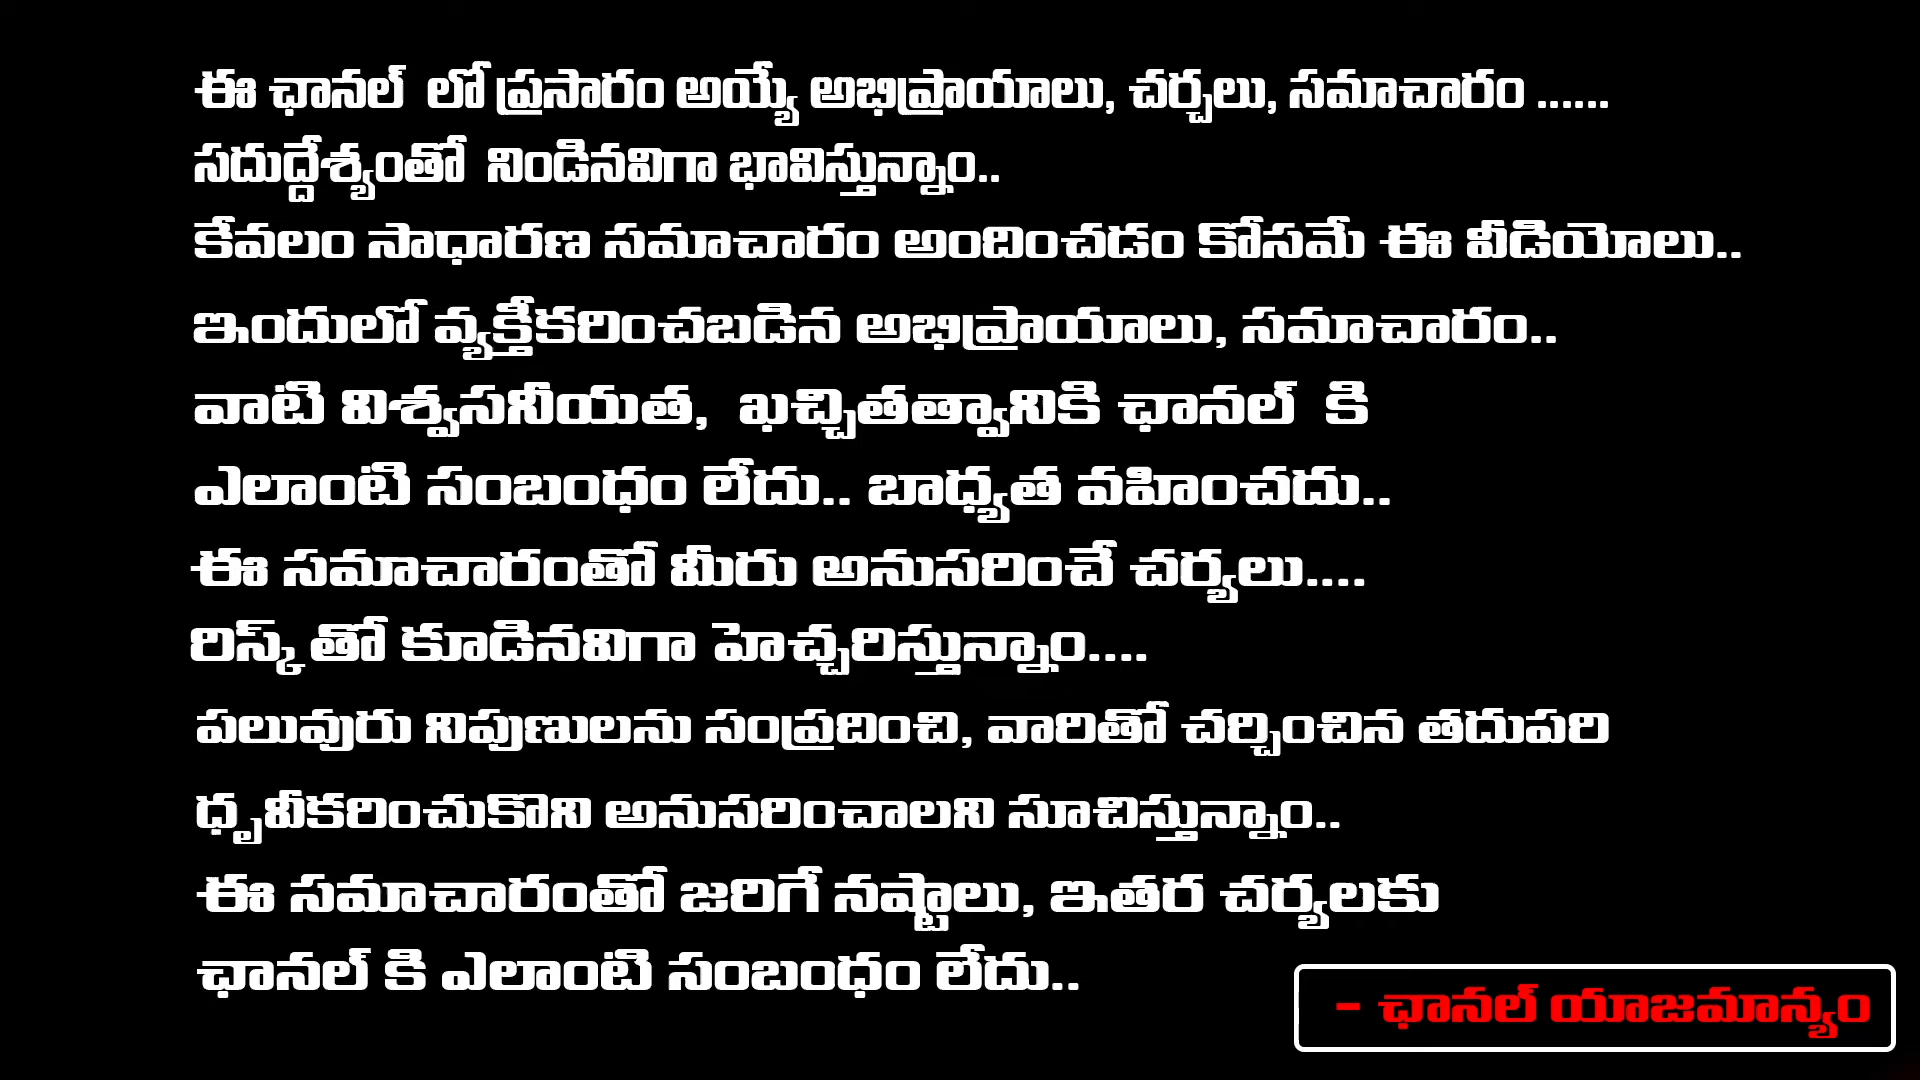 ఈ ఛానల్ లో ప్రసారం అయ్యే అభిప్రాయాలు, చర్చలు, సమాచారం ......
సదుద్దేశ్యంతో నిండినవిగా భావిస్తున్నాం..
కేవలం సాధారణ సమాచారం అందించడం కోసమే ఈ వీడియోలు..
ఇందులో వ్యక్తీకరించబడిన అభిప్రాయాలు, సమాచారం..
వాటి విశ్వసనీయత, ఖచ్చితత్వానికి ఛానల్ కి
ఎలాంటి సంబంధం లేదు.. బాధ్యత వహించదు..
ఈ సమాచారంతో మీరు అనుసరించే చర్యలు....
రిస్క్ తో కూడినవిగా హెచ్చరిస్తున్నాం....
పలువురు నిపుణులను సంప్రదించి, వారితో చర్చించిన తదుపరి
ధృవీకరించుకొని అనుసరించాలని సూచిస్తున్నాం..
ఈ సమాచారంతో జరిగే నష్టాలు, ఇతర చర్యలకు
ఛానల్ కి ఎలాంటి సంబంధం లేదు..
- ఛానల్ యాజమాన్యం